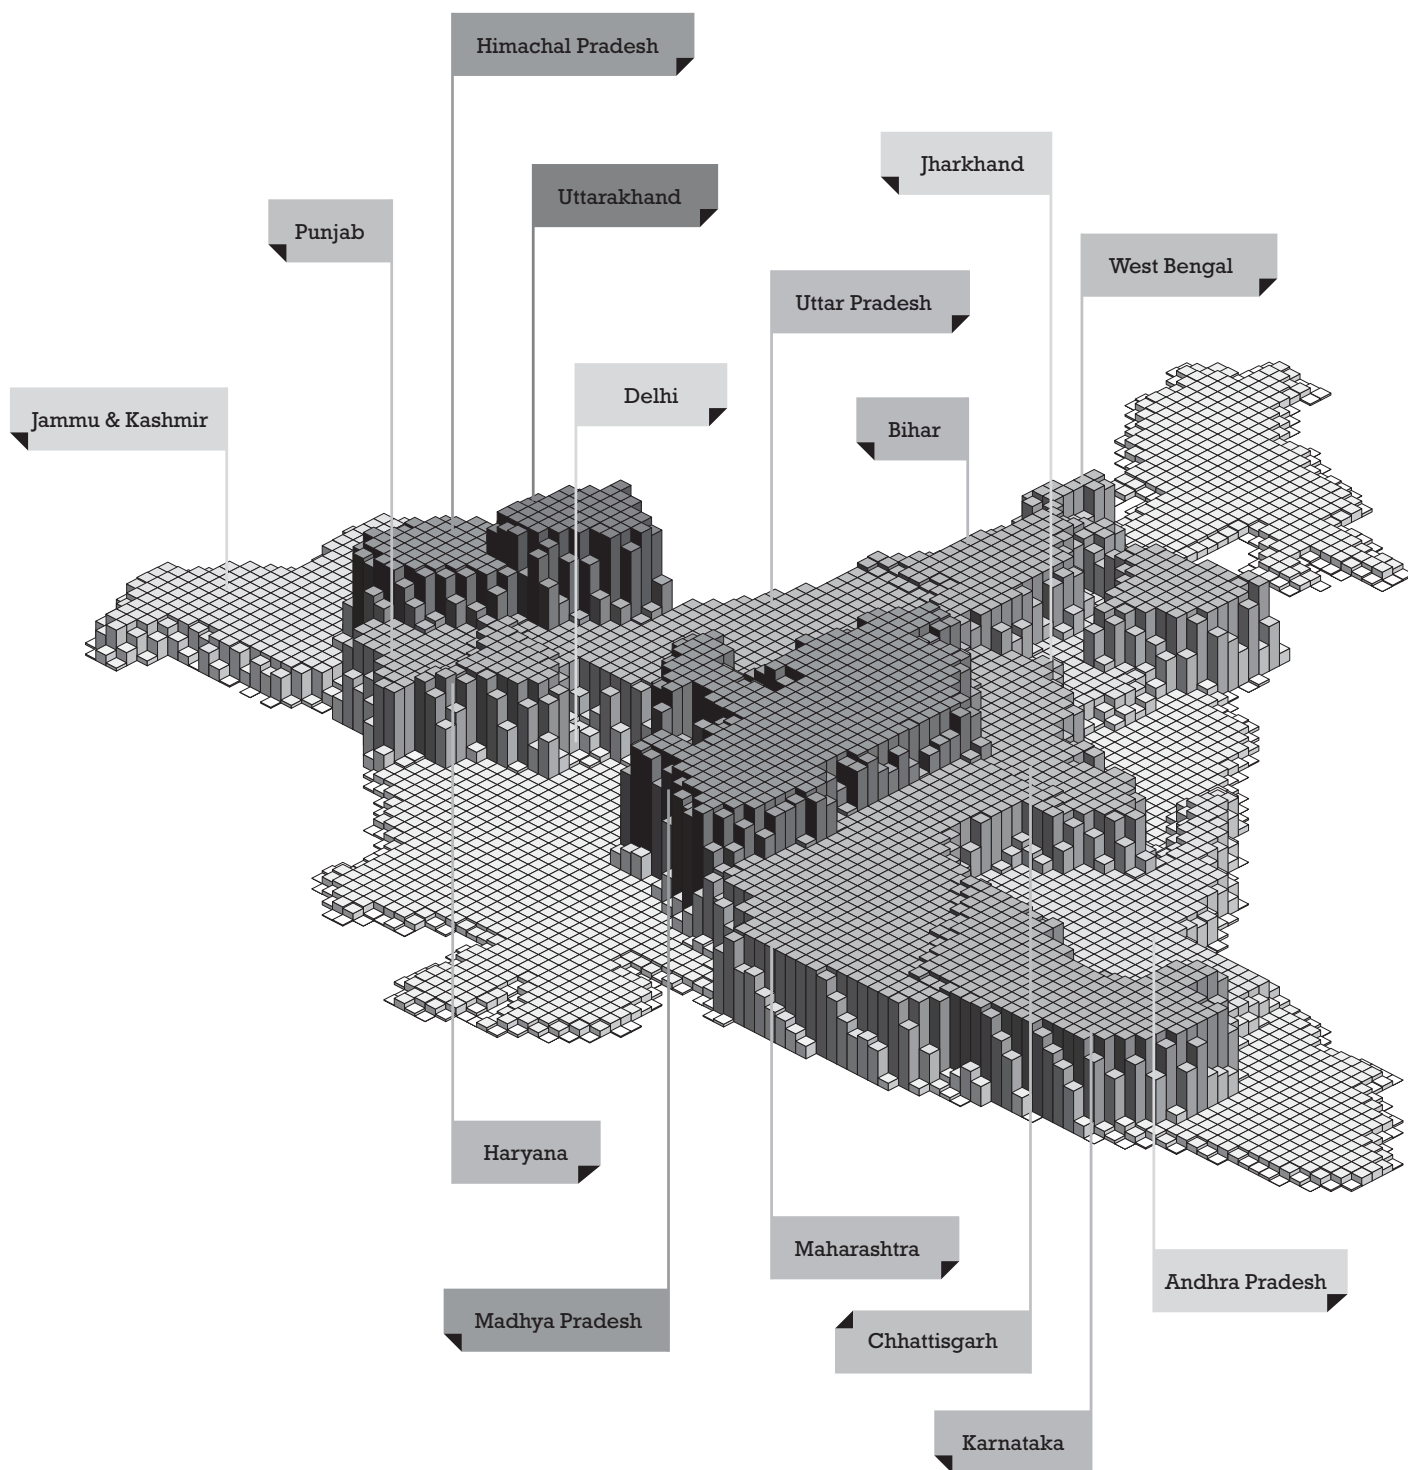 Himachal Pradesh
Jharkhand
Uttarakhand
Punjab
West Bengal
Uttar Pradesh
Delhi
Jammu & Kashmir
Bihar
Haryana
Maharashtra
Andhra Pradesh
Madhya Pradesh
Chhattisgarh
Karnataka